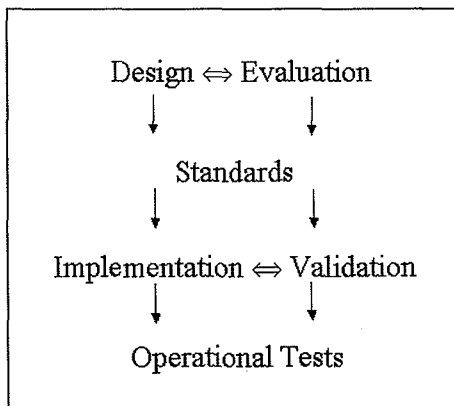 Design ⇔ Evaluation
Standards
Implementation ⇔ Validation
Operational Tests